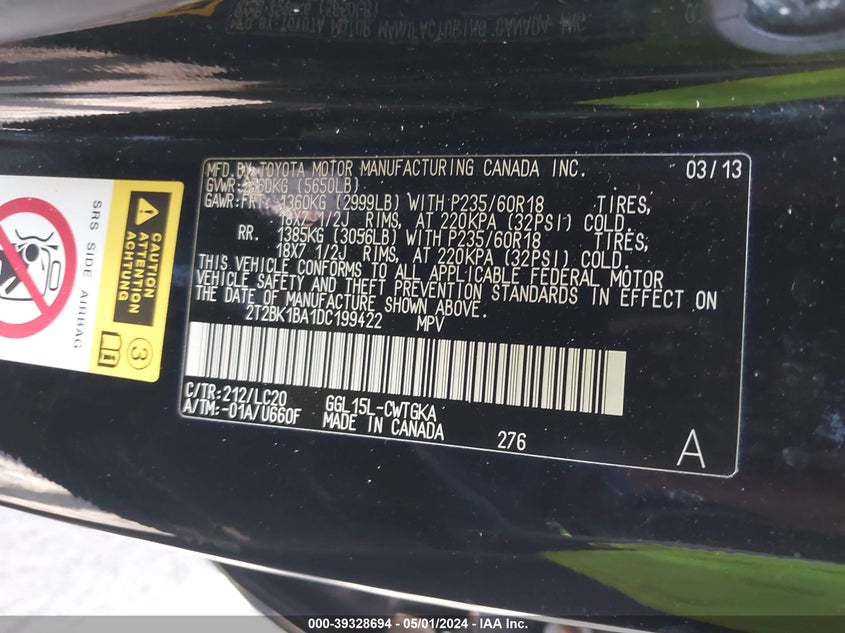 MFD.BY TOYOTA MOTOR MANUFACTURING CANADA INC. 03/13
GVWR: 2560KG (5650LB)
GAWR:FRT. 1360KG (2999LB) WITH P235/60R18 TIRES,
18X7 1/2J RIMS, AT 220KPA (32PSI) COLD.
RR. 1385KG (3056LB) WITH P235/60R18 TIRES,
18X7 1/2J RIMS, AT 220KPA (32PSI) COLD.
THIS VEHICLE CONFORMS TO ALL APPLICABLE FEDERAL MOTOR
VEHICLE SAFETY AND THEFT PREVENTION STANDARDS IN EFFECT ON
THE DATE OF MANUFACTURE SHOWN ABOVE.
2T2BK1BA1DC199422 MPV
C/TR:212/LC20 GGL15L-CWTGKA
A/TM:-01A/U660F MADE IN CANADA
276
A
SRS SIDE AIRBAG
CAUTION
ATTENTION
ACHTUNG
3
000-39328694 - 05/01/2024 - IAA Inc.